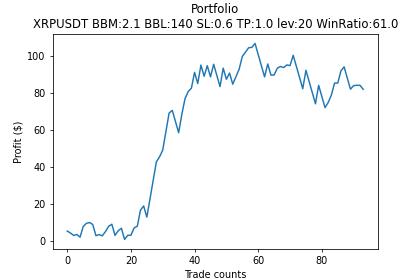 Portfolio
XRPUSDT BBM:2.1 BBL:140 SL:0.6 TP:1.0 lev:20 WinRatio:61.0
100
80
60
40
20
0
Profit ($)
0 20 40 60 80
Trade counts